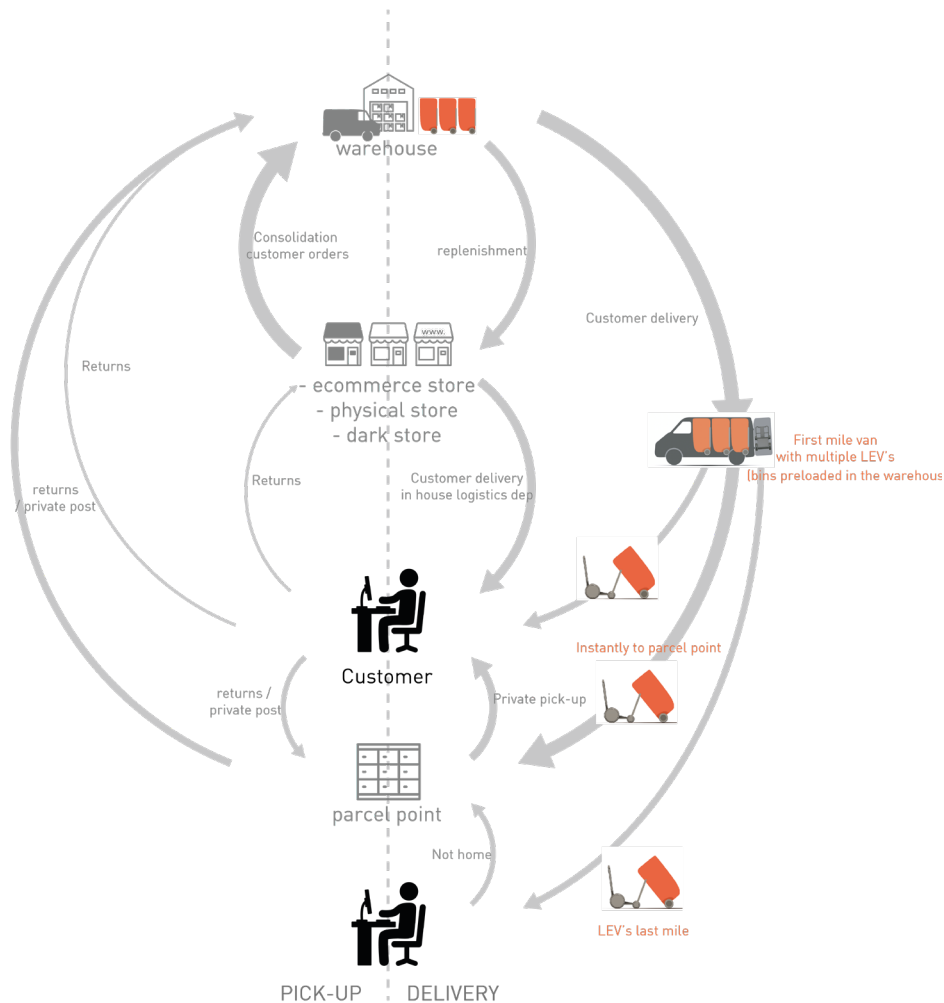 warehouse
Consolidation
customer orders
replenishment
Customer delivery
www.
Returns
- ecommerce store
- physical store
- dark store
First mile van
with multiple LEV's
(bins preloaded in the warehous
Returns
Customer delivery
in house logistics dep
returns
/ private post
Instantly to parcel point
Customer
returns /
private post
Private pick-up
parcel point
Not home
LEV's last mile
PICK-UP
DELIVERY